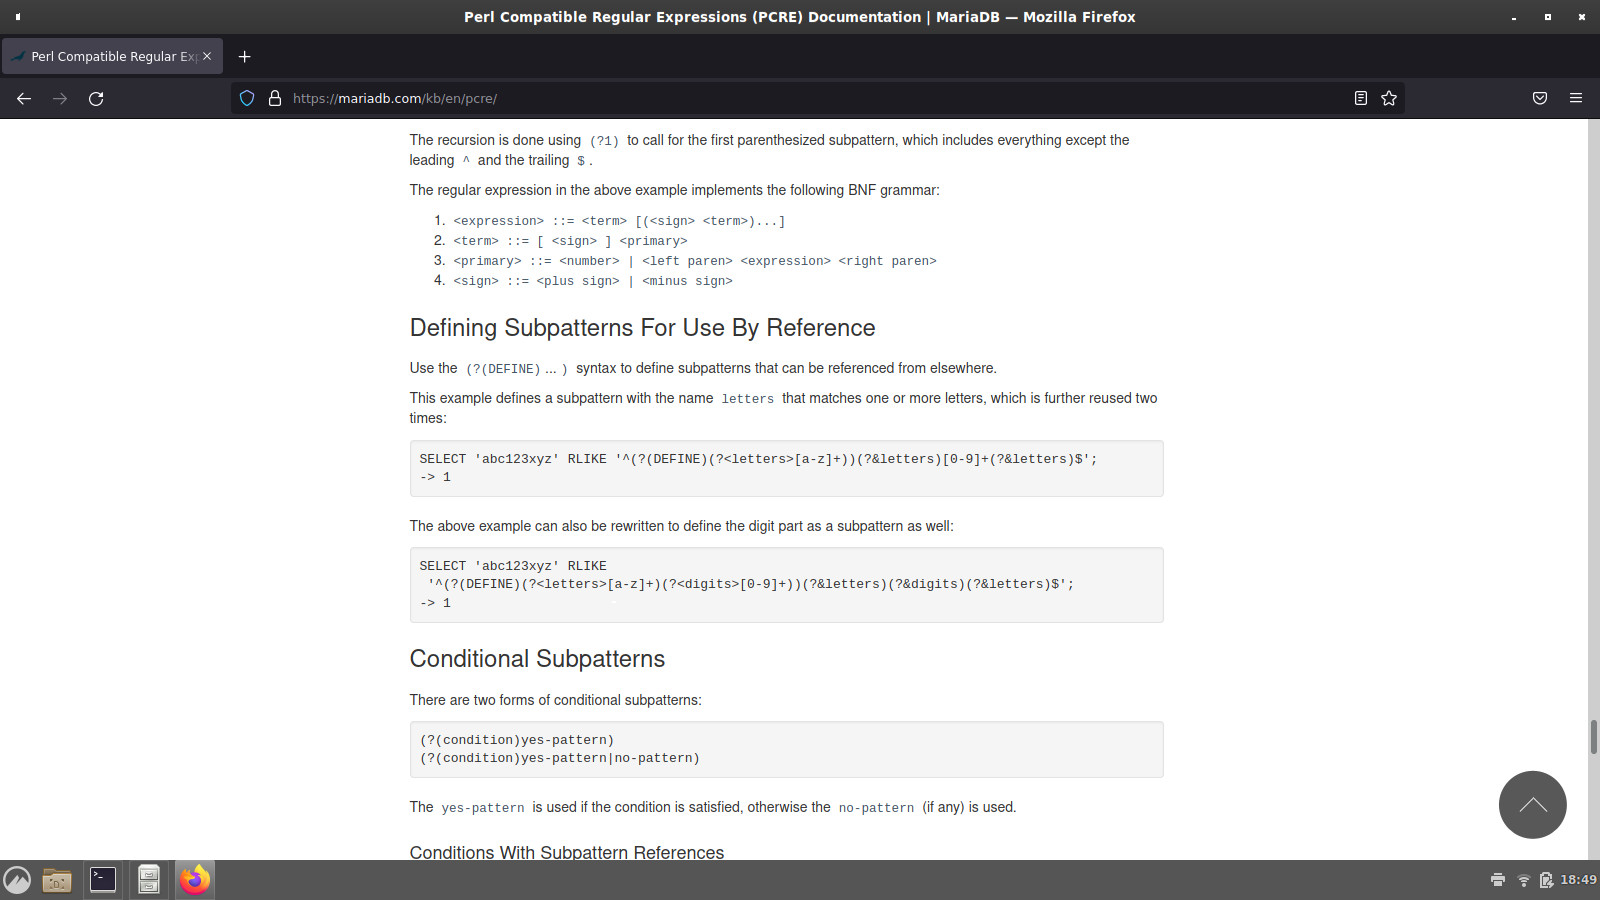 Perl Compatible Regular Expressions (PCRE) Documentation | MariaDB — Mozilla Firefox
Perl Compatible Regular Exp
https://mariadb.com/kb/en/pcre/
The recursion is done using (?1) to call for the first parenthesized subpattern, which includes everything except the
leading ^ and the trailing $ .
The regular expression in the above example implements the following BNF grammar:
1. <expression> ::= <term> [(<sign> <term>)...]
2. <term> ::= [ <sign> ] <primary>
3. <primary> ::= <number> | <left paren> <expression> <right paren>
4. <sign> ::= <plus sign> | <minus sign>
Defining Subpatterns For Use By Reference
Use the (?(DEFINE) ... ) syntax to define subpatterns that can be referenced from elsewhere.
This example defines a subpattern with the name letters that matches one or more letters, which is further reused two
times:
SELECT 'abc123xyz' RLIKE '^(?(DEFINE)(?<letters>[a-z]+))(?&letters)[0-9]+(?&letters)$';
-> 1
The above example can also be rewritten to define the digit part as a subpattern as well:
SELECT 'abc123xyz' RLIKE
'^(?(DEFINE)(?<letters>[a-z]+)(?<digits>[0-9]+))(?&letters)(?&digits)(?&letters)$';
-> 1
Conditional Subpatterns
There are two forms of conditional subpatterns:
(?(condition)yes-pattern)
(?(condition)yes-pattern|no-pattern)
The yes-pattern is used if the condition is satisfied, otherwise the no-pattern (if any) is used.
Conditions With Subpattern References
18:49